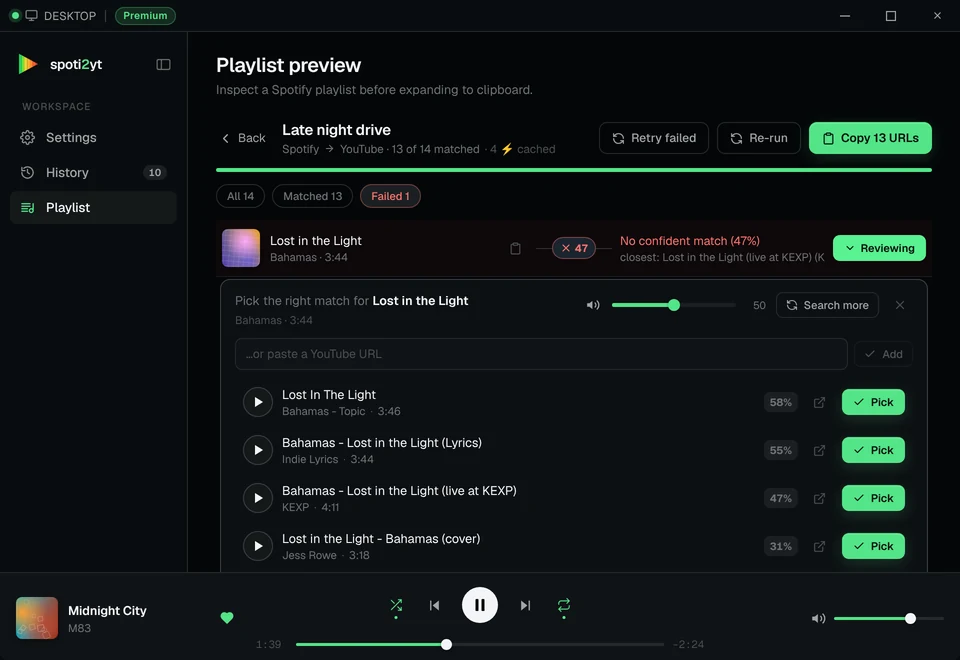 DESKTOP Premium
spoti2yt
WORKSPACE
Settings
History 10
Playlist
Playlist preview
Inspect a Spotify playlist before expanding to clipboard.
Back
Late night drive
Spotify → YouTube · 13 of 14 matched · 4 ⚡ cached
Retry failed
Re-run
Copy 13 URLs
All 14
Matched 13
Failed 1
Lost in the Light
Bahamas · 3:44
× 47
No confident match (47%)
closest: Lost in the Light (live at KEXP) (K
Reviewing
Pick the right match for Lost in the Light
Bahamas · 3:44
50
Search more
...or paste a YouTube URL
Add
Lost In The Light
Bahamas - Topic · 3:46
58%
Pick
Bahamas - Lost in the Light (Lyrics)
Indie Lyrics · 3:44
55%
Pick
Bahamas - Lost in the Light (live at KEXP)
KEXP · 4:11
47%
Pick
Lost in the Light - Bahamas (cover)
Jess Rowe · 3:18
31%
Pick
Midnight City
M83
1:39
-2:24